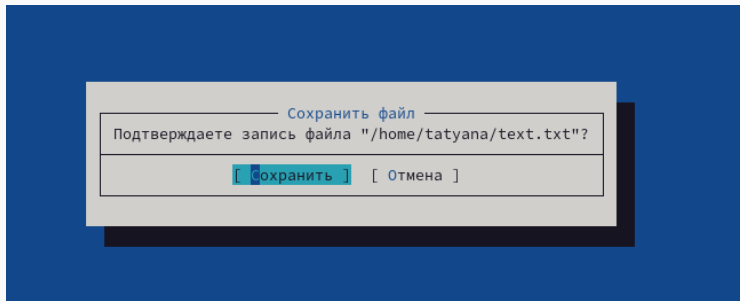 Сохранить файл
Подтверждаете запись файла "/home/tatyana/text.txt"?
[ Сохранить ] [ Отмена ]